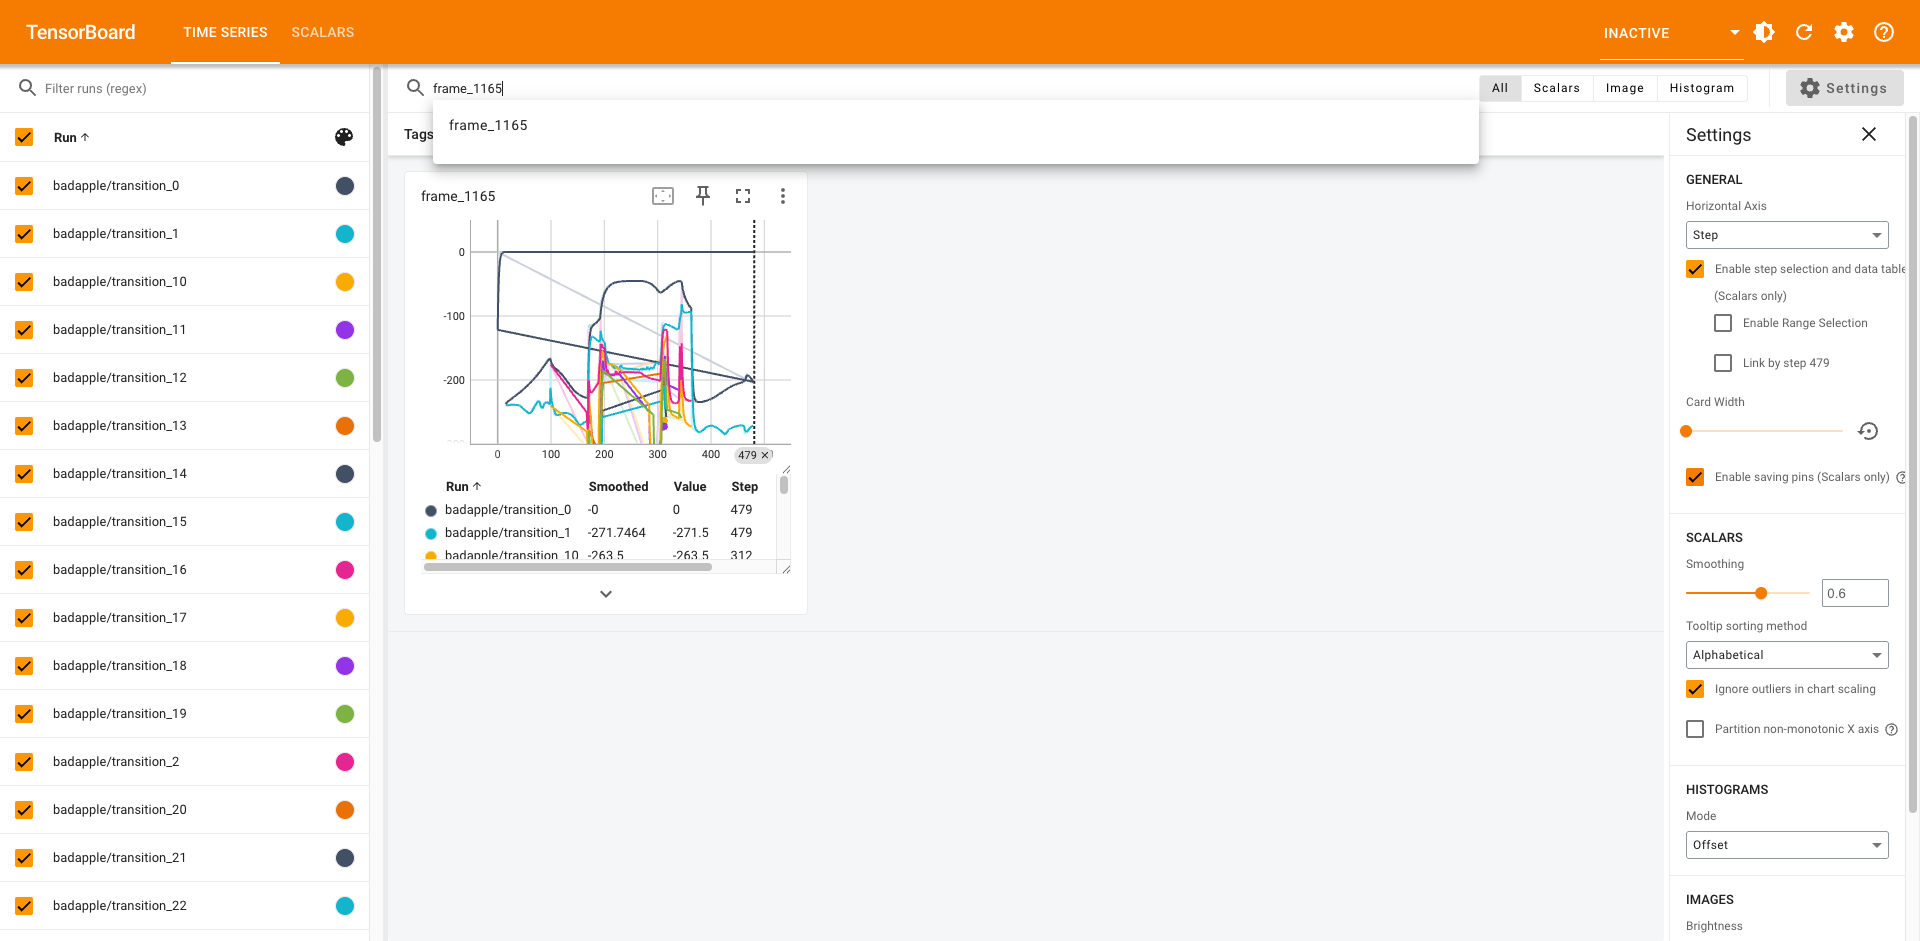 TensorBoard
TIME SERIES
SCALARS
INACTIVE
Filter runs (regex)
Run
badapple/transition_0
badapple/transition_1
badapple/transition_10
badapple/transition_11
badapple/transition_12
badapple/transition_13
badapple/transition_14
badapple/transition_15
badapple/transition_16
badapple/transition_17
badapple/transition_18
badapple/transition_19
badapple/transition_2
badapple/transition_20
badapple/transition_21
badapple/transition_22
frame_1165
All Scalars Image Histogram
Settings
frame_1165
Tags
frame_1165
0
-100
-200
0 100 200 300 400 479
Run Smoothed Value Step
badapple/transition_0 -0 0 479
badapple/transition_1 -271.7464 -271.5 479
badapple/transition_10 -263.5 -263.5 312
Settings
GENERAL
Horizontal Axis
Step
Enable step selection and data table
(Scalars only)
Enable Range Selection
Link by step 479
Card Width
Enable saving pins (Scalars only)
SCALARS
Smoothing
0.6
Tooltip sorting method
Alphabetical
Ignore outliers in chart scaling
Partition non-monotonic X axis
HISTOGRAMS
Mode
Offset
IMAGES
Brightness